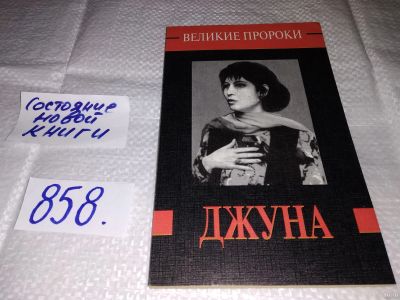 ВЕЛИКИЕ ПРОРОКИ
Состояние
новой
книги
858.
ДЖУНА